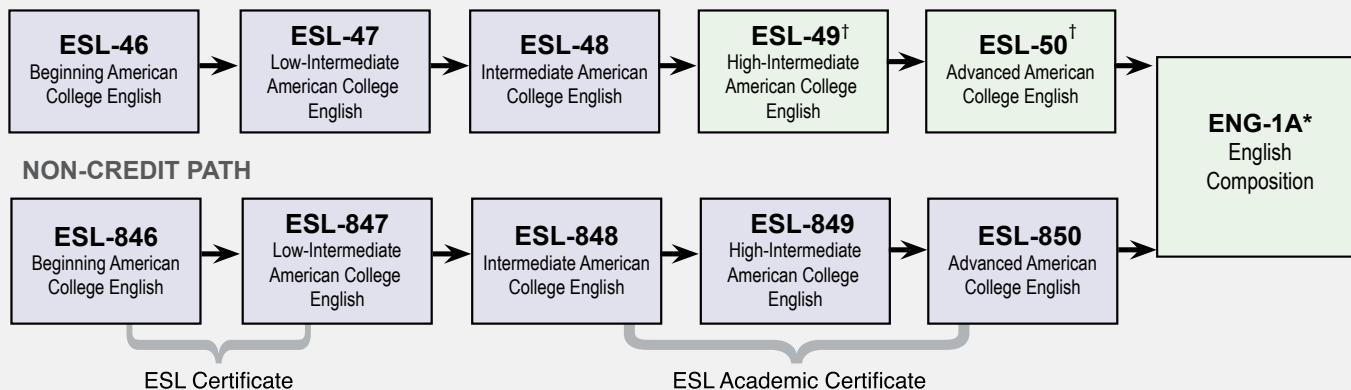 ESL-46
Beginning American
College English
ESL-47
Low-Intermediate
American College
English
ESL-48
Intermediate American
College English
ESL-49†
High-Intermediate
American College
English
ESL-50†
Advanced American
College English
ENG-1A*
English
Composition
NON-CREDIT PATH
ESL-846
Beginning American
College English
ESL-847
Low-Intermediate
American College
English
ESL-848
Intermediate American
College English
ESL-849
High-Intermediate
American College
English
ESL-850
Advanced American
College English
ESL Certificate
ESL Academic Certificate